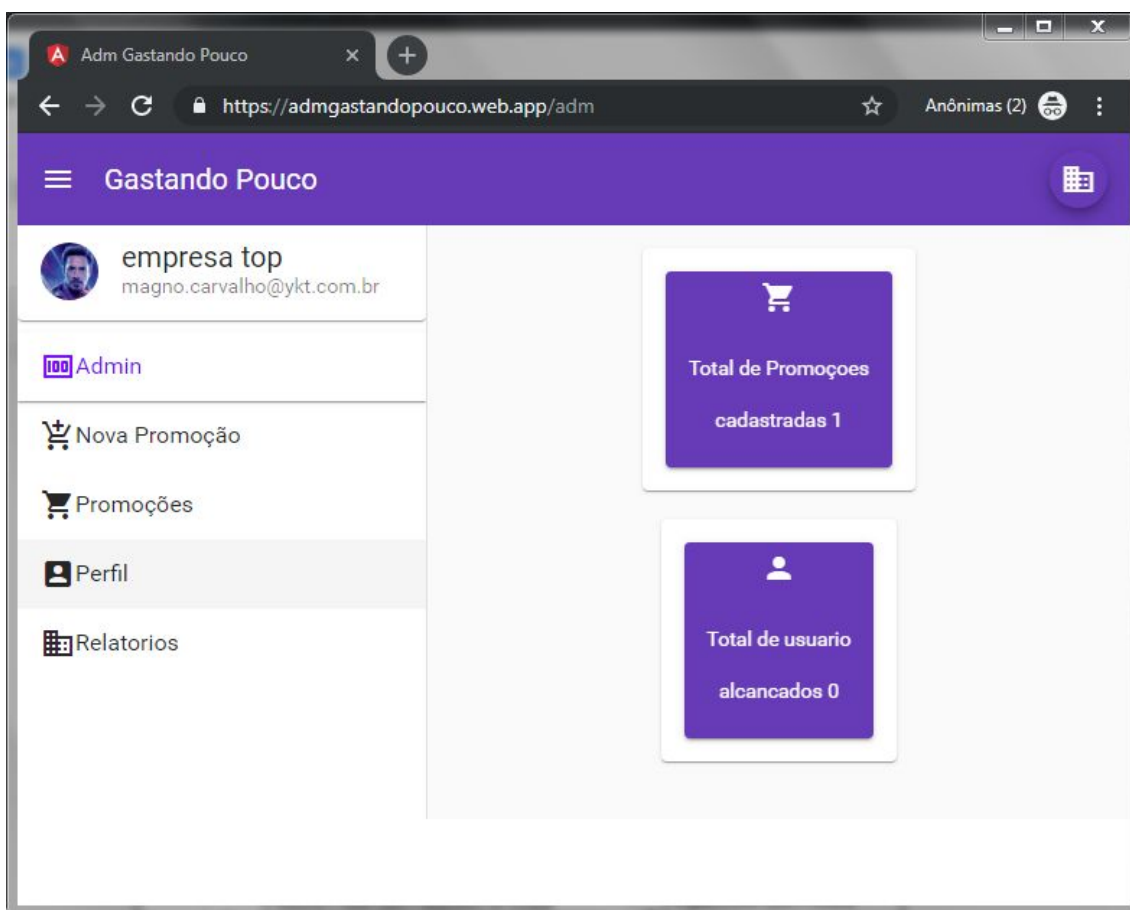 Adm Gastando Pouco
https://admgastandopouco.web.app/adm
Anônimas (2)
Gastando Pouco
empresa top
magno.carvalho@ykt.com.br
100 Admin
Nova Promoção
Promoções
Perfil
Relatorios
Total de Promoçoes
cadastradas 1
Total de usuario
alcancados 0